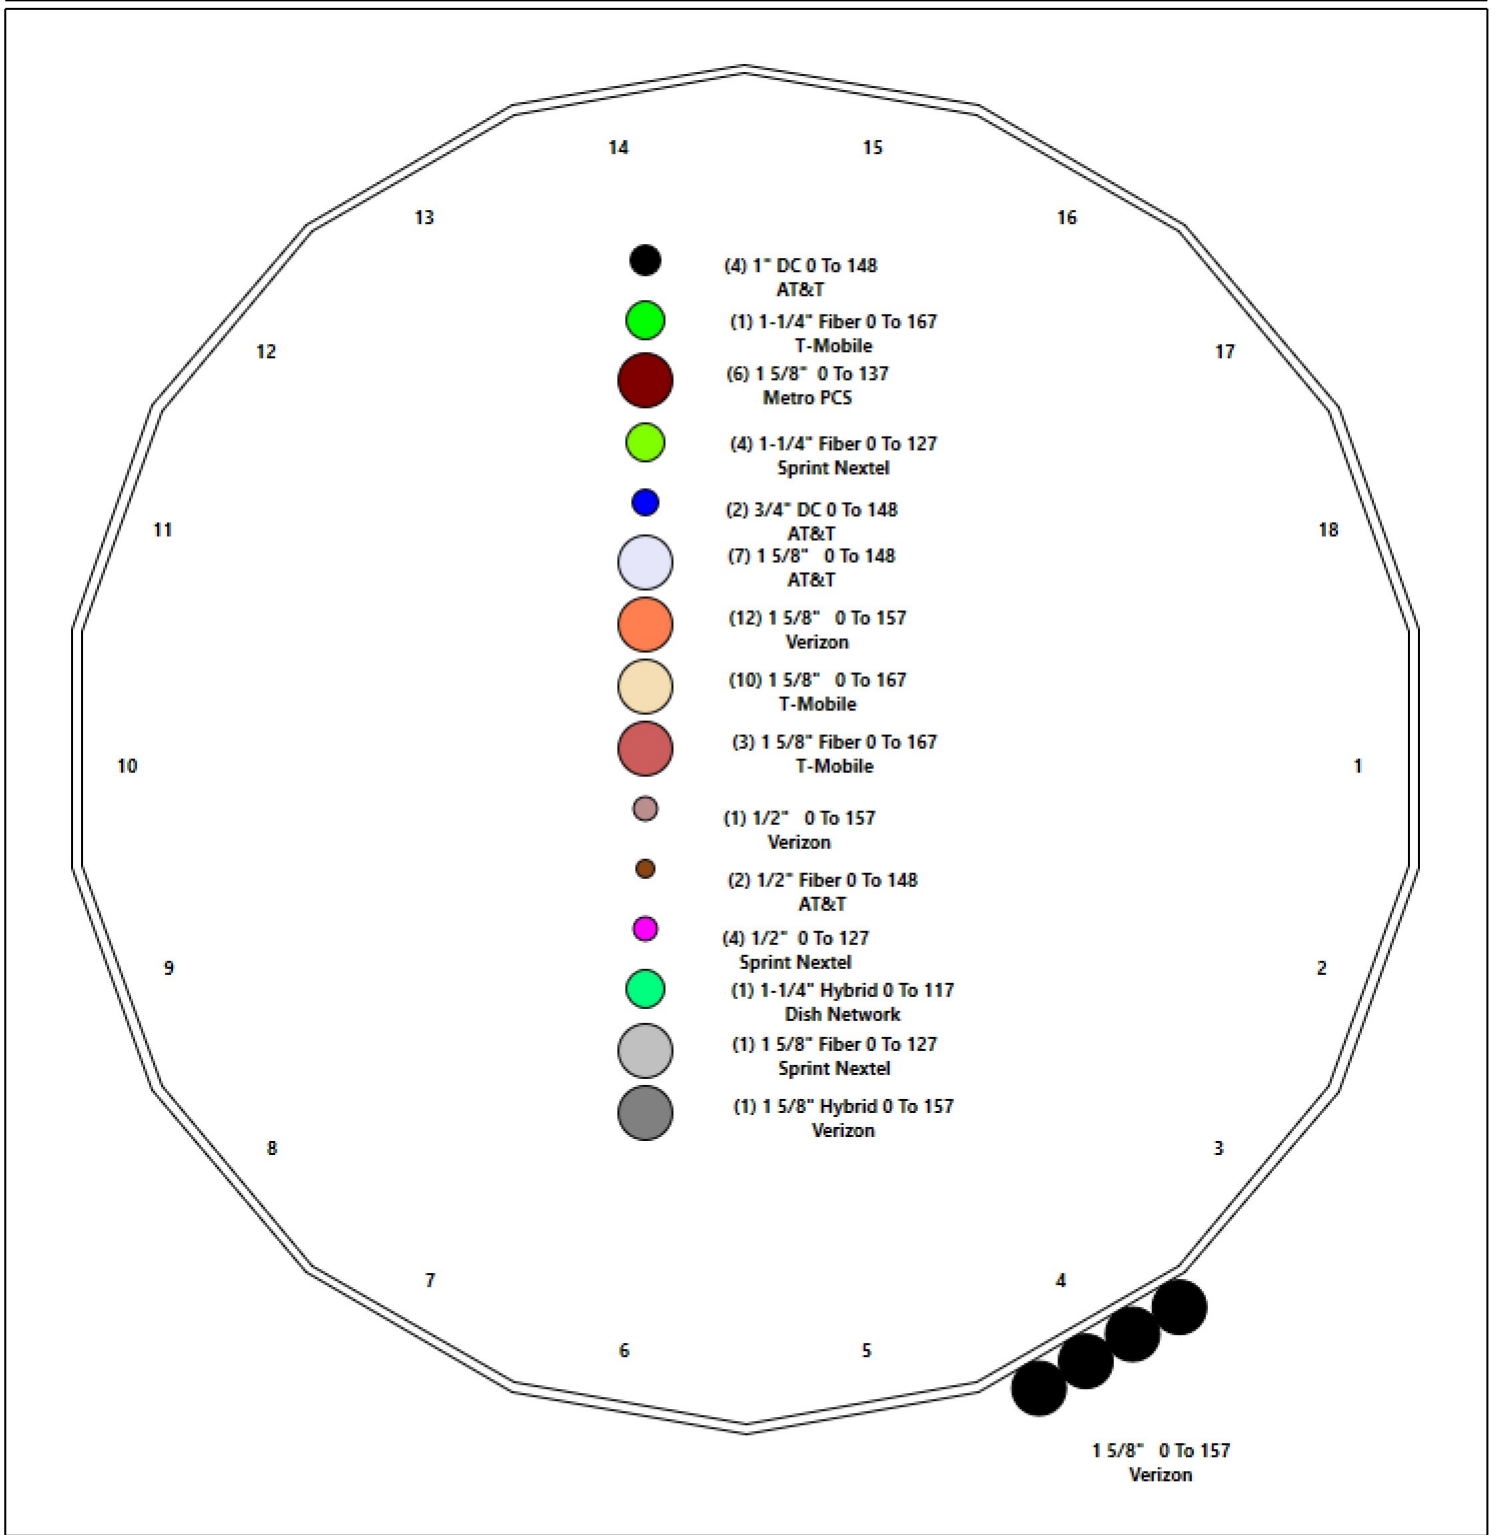 14
15
13
16
(4) 1" DC 0 To 148
AT&T
(1) 1-1/4" Fiber 0 To 167
T-Mobile
12
17
(6) 1 5/8" 0 To 137
Metro PCS
(4) 1-1/4" Fiber 0 To 127
Sprint Nextel
(2) 3/4" DC 0 To 148
AT&T
11
18
(7) 1 5/8" 0 To 148
AT&T
(12) 1 5/8" 0 To 157
Verizon
(10) 1 5/8" 0 To 167
T-Mobile
(3) 1 5/8" Fiber 0 To 167
T-Mobile
10
1
(1) 1/2" 0 To 157
Verizon
(2) 1/2" Fiber 0 To 148
AT&T
(4) 1/2" 0 To 127
Sprint Nextel
9
2
(1) 1-1/4" Hybrid 0 To 117
Dish Network
(1) 1 5/8" Fiber 0 To 127
Sprint Nextel
(1) 1 5/8" Hybrid 0 To 157
Verizon
8
3
7
4
6
5
1 5/8" 0 To 157
Verizon